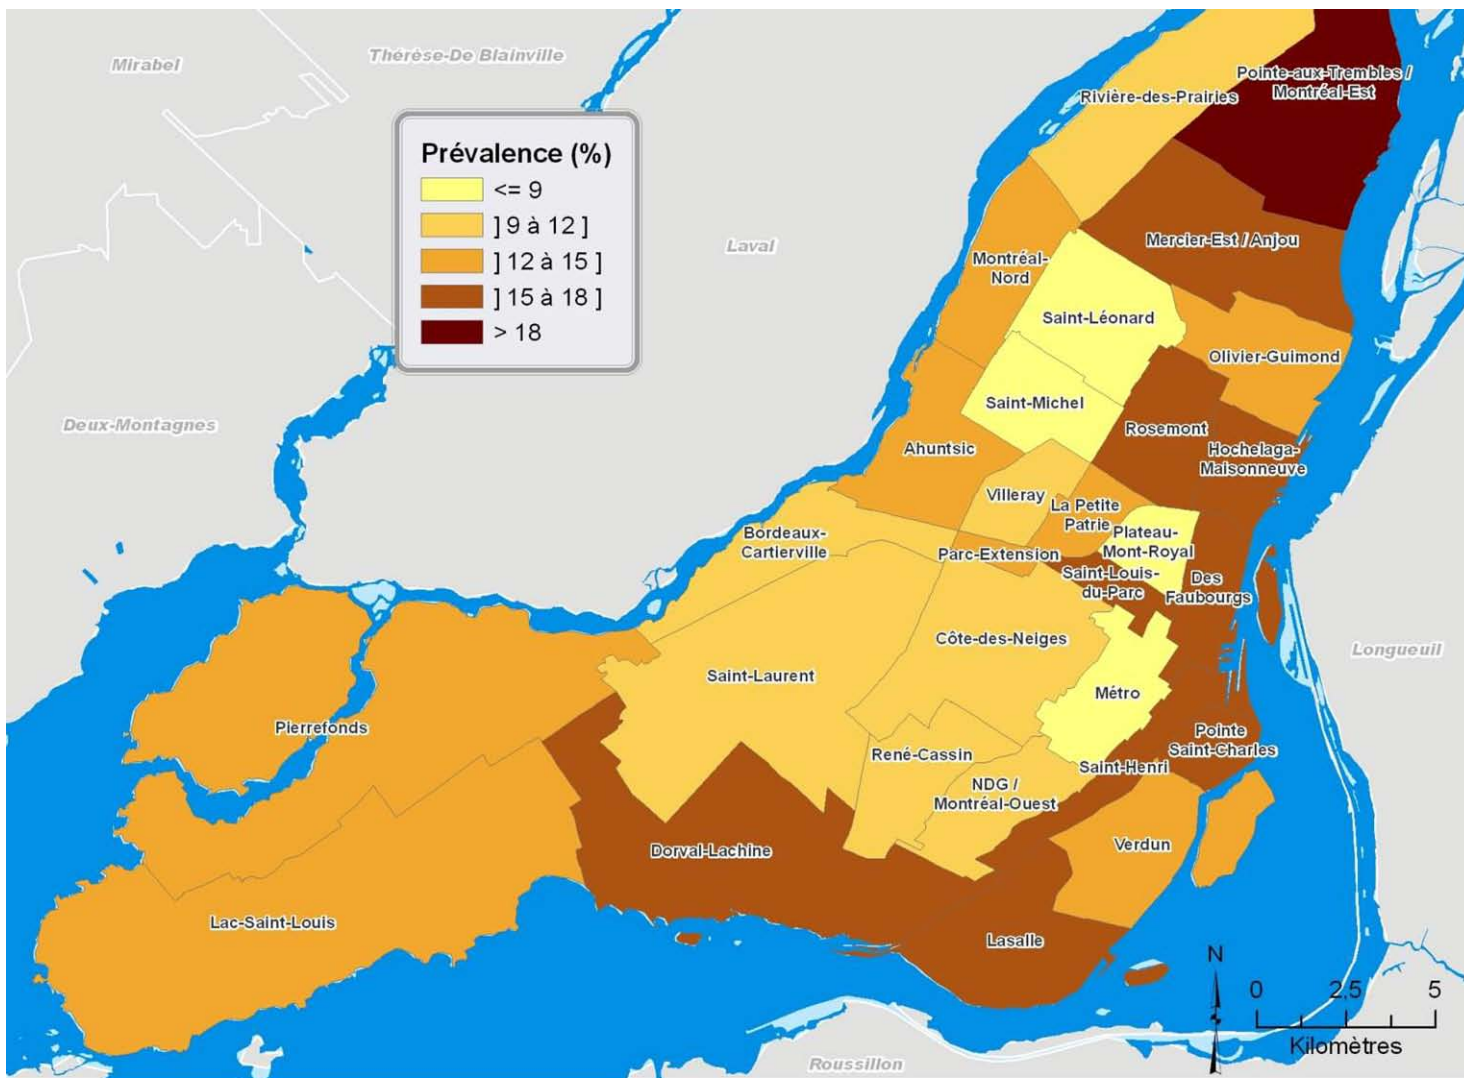 Mirabel
Thérèse-De Blainville
Prévalence (%)
<= 9
] 9 à 12 ]
] 12 à 15 ]
] 15 à 18 ]
> 18
Laval
Deux-Montagnes
Pointe-aux-Trembles /
Montréal-Est
Rivière-des-Prairies
Mercier-Est / Anjou
Montréal-
Nord
Saint-Léonard
Olivier-Guimond
Saint-Michel
Rosemont
Hochelaga-
Maisonneuve
Ahuntsic
Villeray
La Petite
Patrie
Plateau-
Mont-Royal
Bordeaux-
Cartierville
Parc-Extension
Saint-Louis-
du-Parc
Des
Faubourgs
Côte-des-Neiges
Longueuil
Saint-Laurent
Métro
Pierrefonds
Pointe
Saint-Charles
René-Cassin
Saint-Henri
NDG /
Montréal-Ouest
Dorval-Lachine
Verdun
Lac-Saint-Louis
Lasalle
N
0 2,5 5
Kilomètres
Roussillon